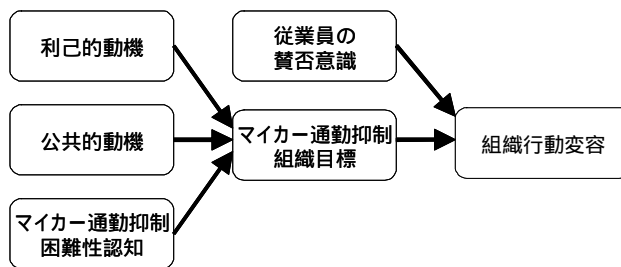 利己的動機
従業員の
賛否意識
公共的動機
マイカー通勤抑制
組織目標
組織行動変容
マイカー通勤抑制
困難性認知